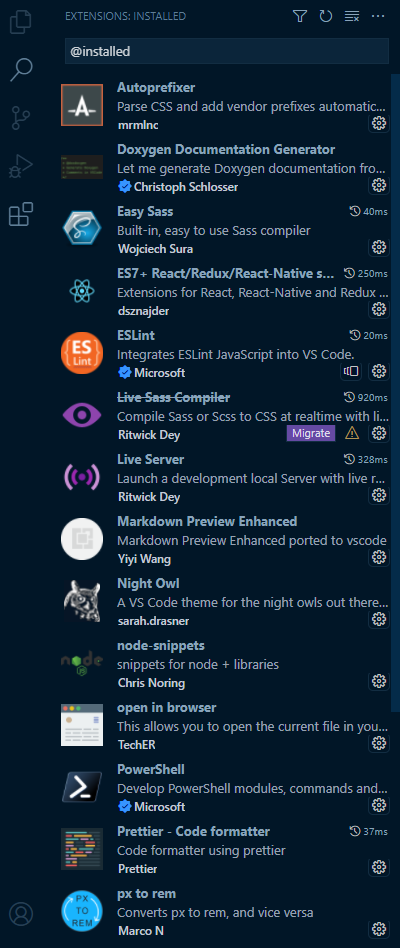 EXTENSIONS: INSTALLED
@installed
Autoprefixer
Parse CSS and add vendor prefixes automatic...
mrmlnc
Doxygen Documentation Generator
Let me generate Doxygen documentation fro...
Christoph Schlosser
Easy Sass 40ms
Built-in, easy to use Sass compiler
Wojciech Sura
ES7+ React/Redux/React-Native s... 250ms
Extensions for React, React-Native and Redux ...
dsznajder
ES
Lint
ESLint 20ms
Integrates ESLint JavaScript into VS Code.
Microsoft
Live Sass Compiler 920ms
Compile Sass or Scss to CSS at realtime with li...
Ritwick Dey Migrate
Live Server 328ms
Launch a development local Server with live r...
Ritwick Dey
Markdown Preview Enhanced
Markdown Preview Enhanced ported to vscode
Yiyi Wang
Night Owl
A VS Code theme for the night owls out there...
sarah.drasner
node
node-snippets
snippets for node + libraries
Chris Noring
open in browser
This allows you to open the current file in you...
TechER
PowerShell
Develop PowerShell modules, commands and...
Microsoft
Prettier - Code formatter 37ms
Code formatter using prettier
Prettier
PX
TO
REM
px to rem
Converts px to rem, and vice versa
Marco N